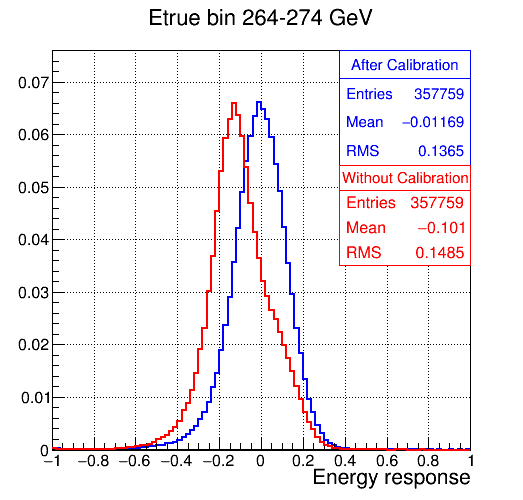 Etrue bin 264-274 GeV
After Calibration
Entries 357759
Mean −0.01169
RMS 0.1365
Without Calibration
Entries 357759
Mean −0.101
RMS 0.1485
0.07
0.06
0.05
0.04
0.03
0.02
0.01
0
−1 −0.8 −0.6 −0.4 −0.2 0 0.2 0.4 0.6 0.8 1
Energy response